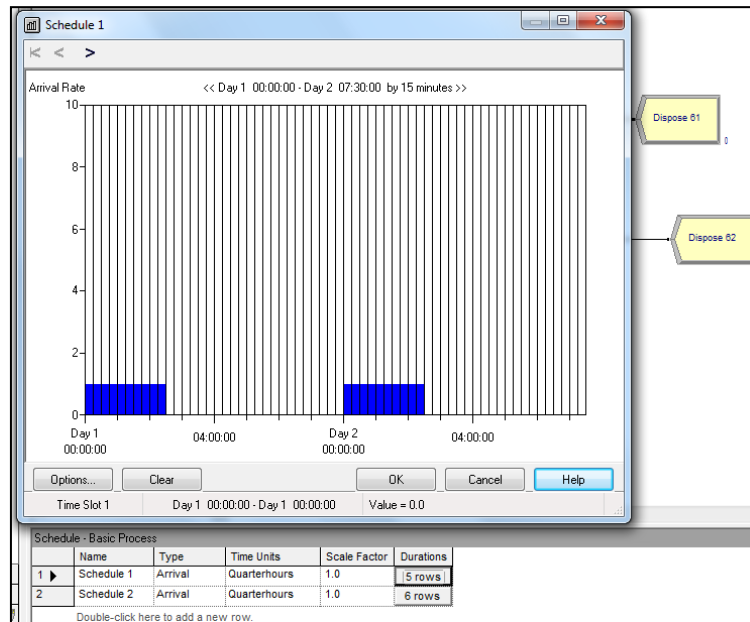 Schedule 1
Arrival Rate << Day 1 00:00:00 - Day 2 07:30:00 by 15 minutes >>
10
8
6
4
2
0
Day 1 04:00:00 Day 2 04:00:00
00:00:00 00:00:00
Options... Clear OK Cancel Help
Time Slot 1 Day 1 00:00:00 - Day 1 00:00:00 Value = 0.0
Dispose 61
0
Dispose 62
Schedule - Basic Process
Name Type Time Units Scale Factor Durations
1 Schedule 1 Arrival Quarterhours 1.0 5 rows
2 Schedule 2 Arrival Quarterhours 1.0 6 rows
Double-click here to add a new row.